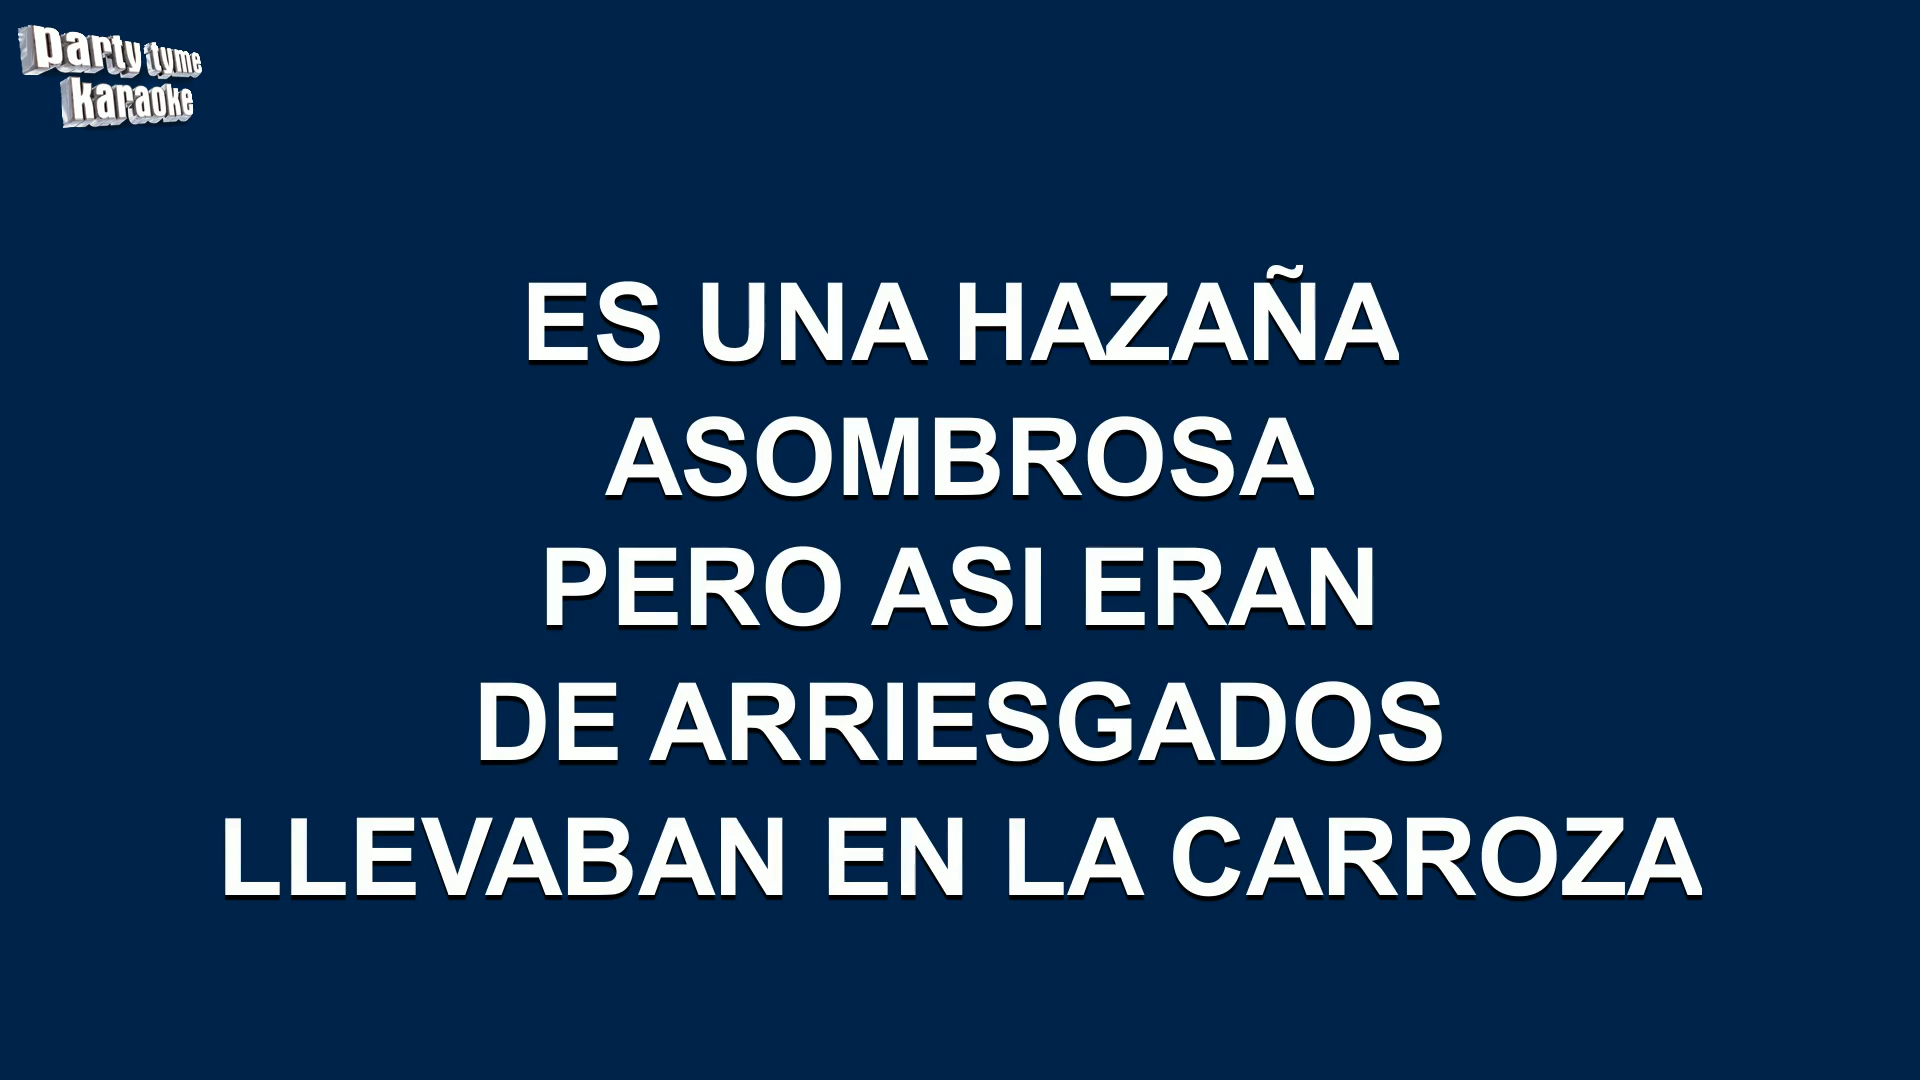 party tyme
karaoke
ES UNA HAZAÑA
ASOMBROSA
PERO ASI ERAN
DE ARRIESGADOS
LLEVABAN EN LA CARROZA